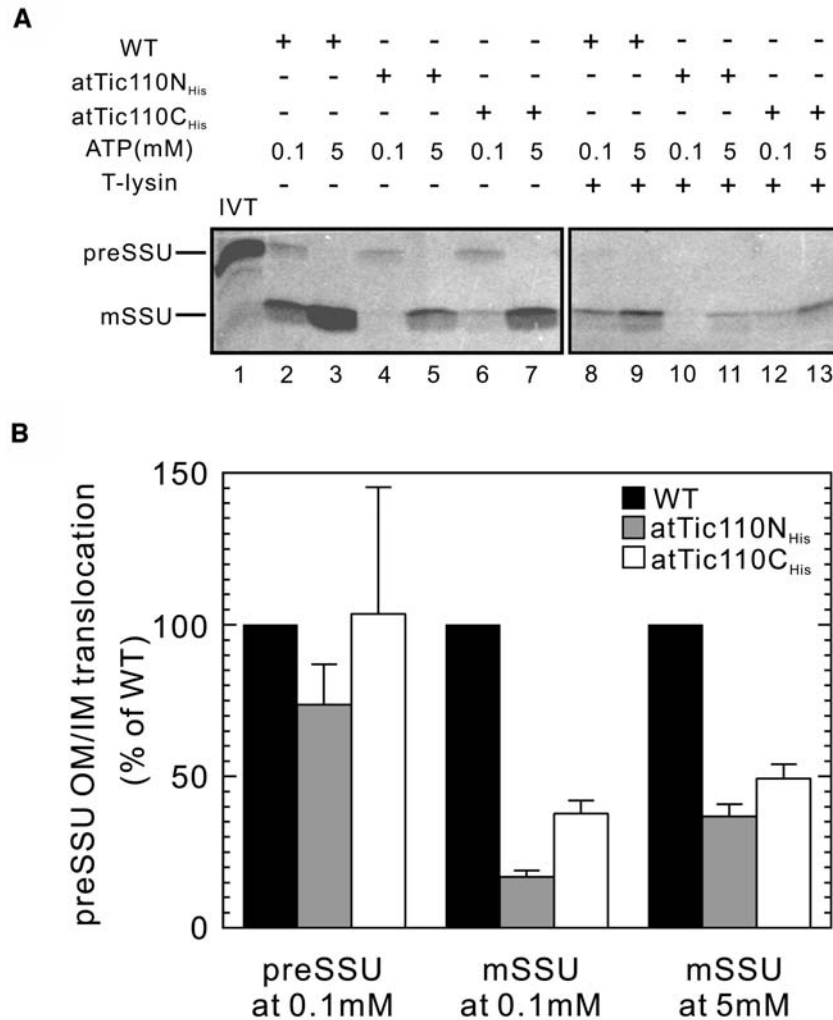 A
WT + + - - - - + + - - - -
atTic110NHis - - + + - - - - + + - -
atTic110CHis - - - - + + - - - - + +
ATP(mM) 0.1 5 0.1 5 0.1 5 0.1 5 0.1 5 0.1 5
T-lysin - - - - - - + + + + + +
IVT
preSSU
mSSU
1 2 3 4 5 6 7 8 9 10 11 12 13
B
preSSU OM/IM translocation
(% of WT)
150
100
50
0
WT
atTic110NHis
atTic110CHis
preSSU mSSU mSSU
at 0.1mM at 0.1mM at 5mM